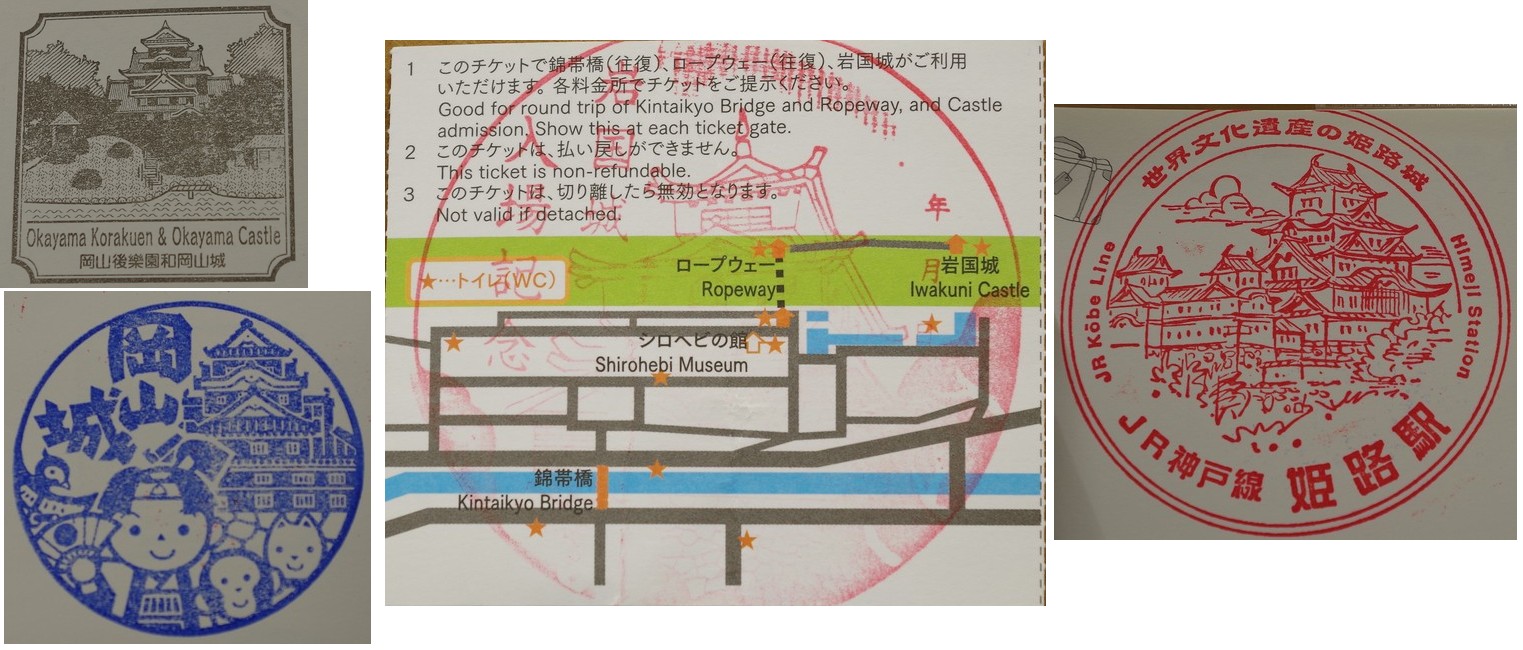 Okayama Korakuen & Okayama Castle
岡山後樂園和岡山城
岡山城
1 このチケットで錦帯橋(往復)、ロープウェー(往復)、岩国城がご利用
いただけます。各料金所でチケットをご提示ください。
Good for round trip of Kintaikyo Bridge and Ropeway, and Castle
admission. Show this at each ticket gate.
2 このチケットは、払い戻しができません。
This ticket is non-refundable.
3 このチケットは、切り離したら無効となります。
Not valid if detached.
岩国城
入場記念
年
月
★…トイレ(WC)
ロープウェー
Ropeway
岩国城
Iwakuni Castle
シロヘビの館
Shirohebi Museum
錦帯橋
Kintaikyo Bridge
世界文化遺産の姫路城
JR Kōbe Line
Himeji Station
JR神戸線 姫路駅